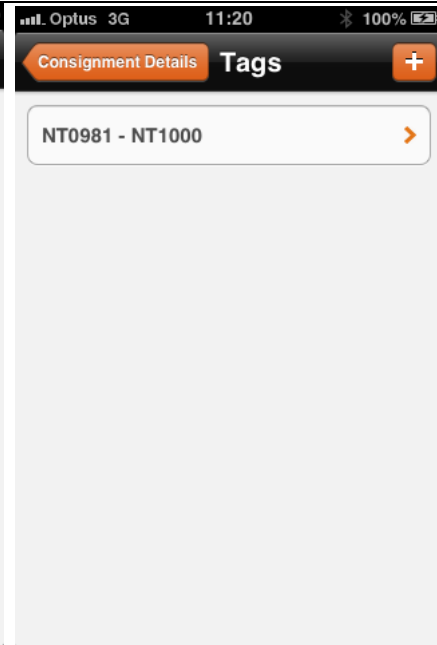 Optus 3G 11:20 100%
Consignment Details Tags +
NT0981 - NT1000